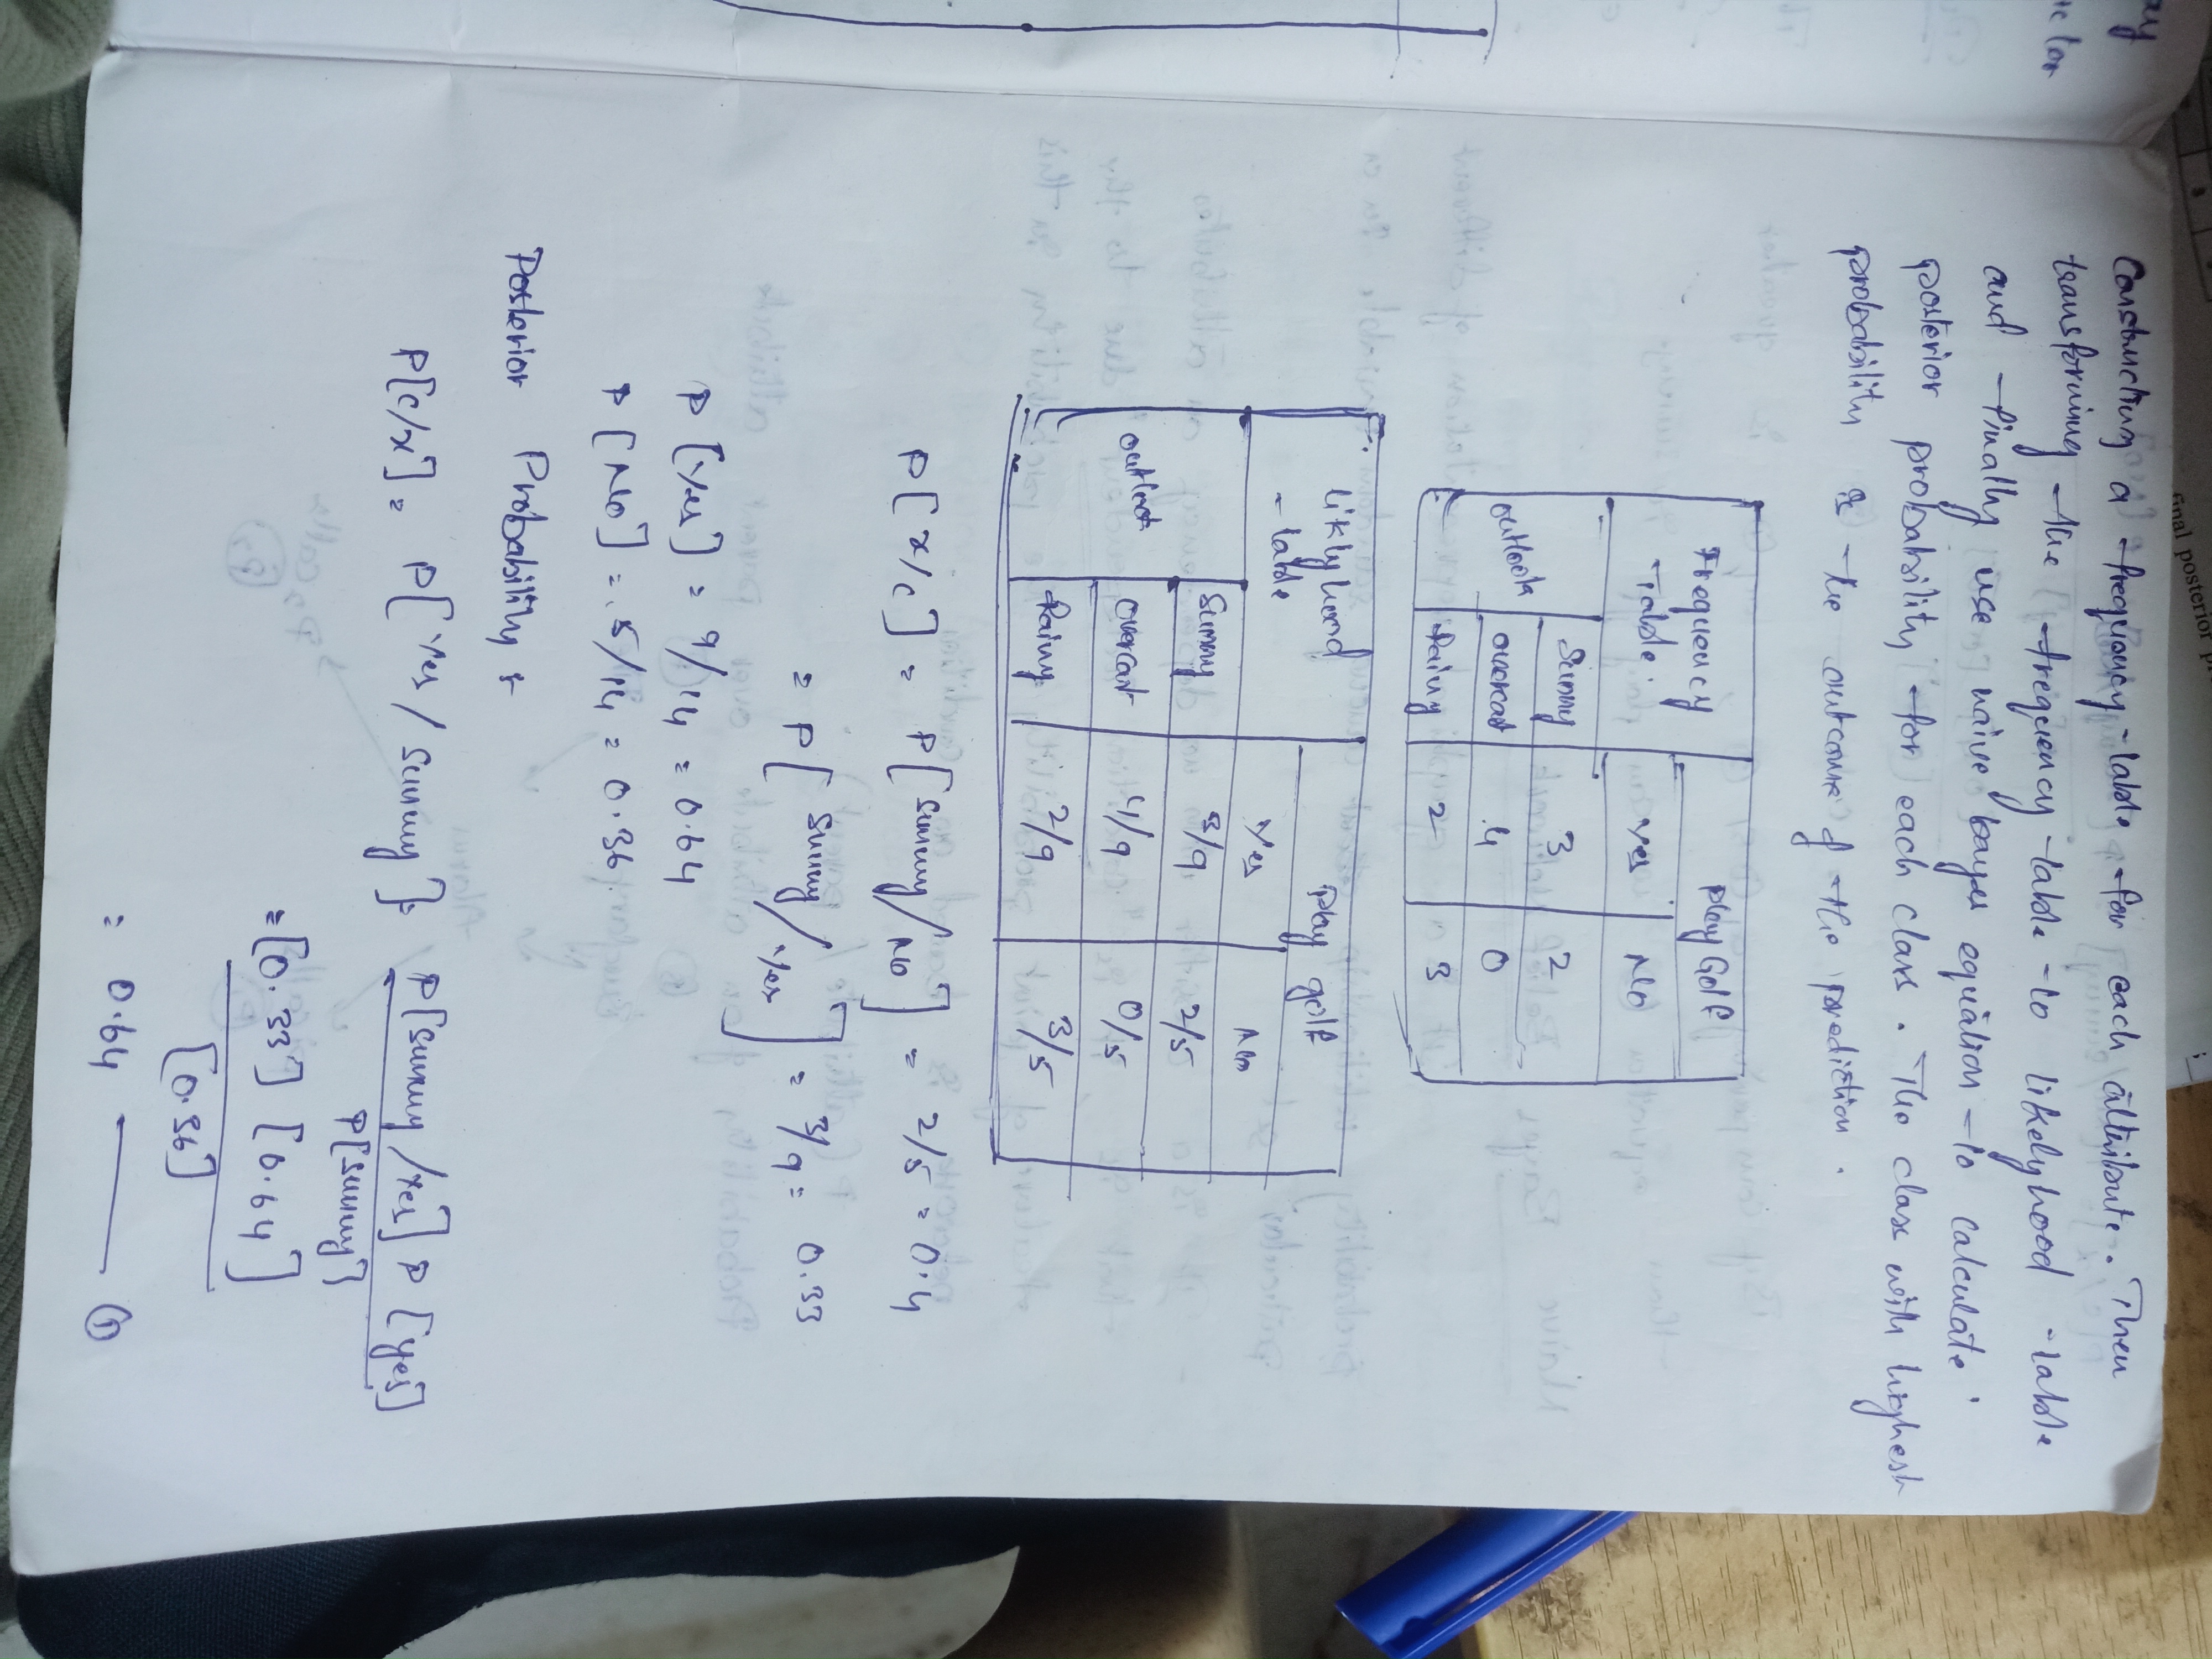 Constructing a frequency table for each attribute. Then
transforming the frequency table to likelyhood table
and finally use naive bayes equation to calculate
posterior probability for each class. The class with highest
probability is the outcome of the prediction.
Frequency Table Play Golf
Yes No
outlook Sunny 3 2
overcast 4 0
Rainy 2 3
Liklyhood table Play golf
Yes No
outlook Sunny 3/9 2/5
overcast 4/9 0/5
Rainy 2/9 3/5
P[x/c] = P[Sunny/No] = 2/5 = 0.4
= P[Sunny/Yes] = 3/9 = 0.33
P[Yes] = 9/14 = 0.64
P[No] = 5/14 = 0.36
Posterior Probability :
P[c/x] = P[Yes/Sunny] = P[Sunny/Yes] P[yes]
P[Sunny]
= [0.33] [0.64]
[0.36]
= 0.64 —— (1)
final posterior